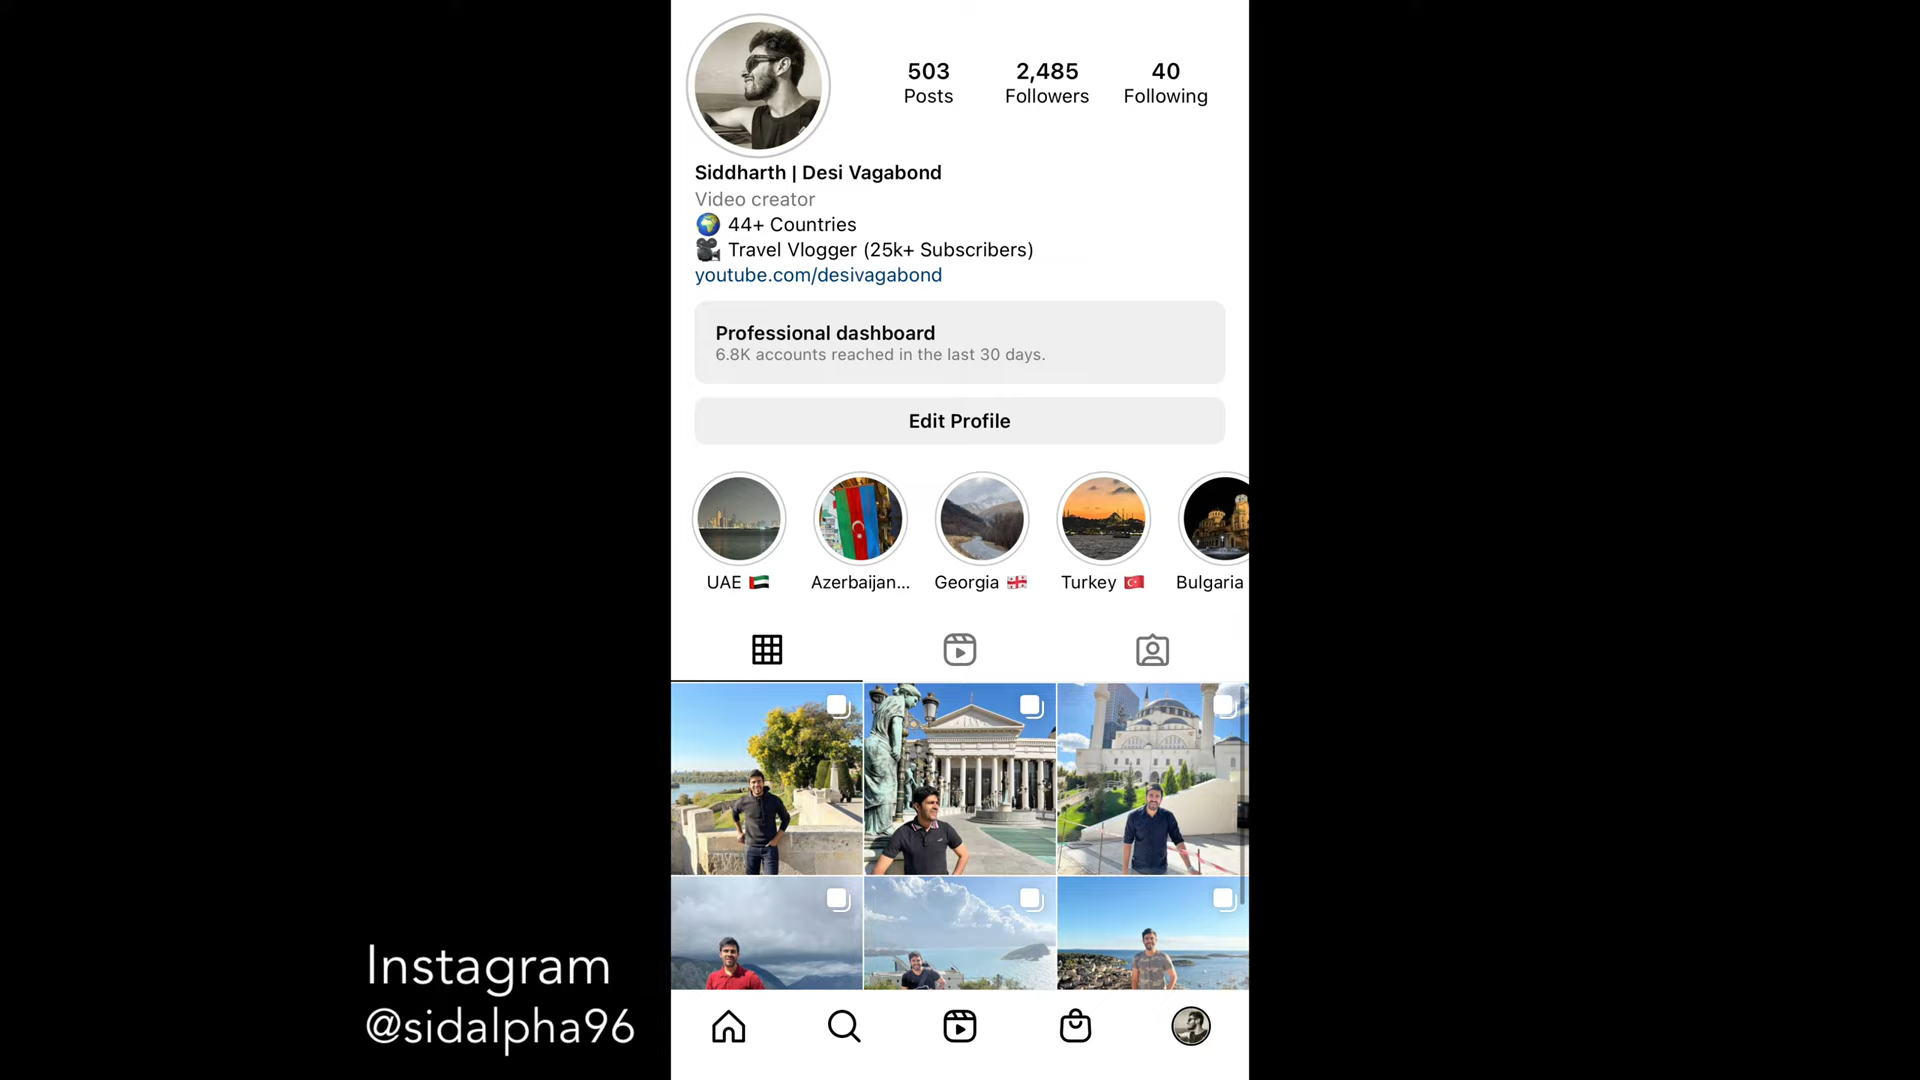 503
Posts
2,485
Followers
40
Following
Siddharth | Desi Vagabond
Video creator
44+ Countries
Travel Vlogger (25k+ Subscribers)
youtube.com/desivagabond
Professional dashboard
6.8K accounts reached in the last 30 days.
Edit Profile
UAE
Azerbaijan...
Georgia
Turkey
Bulgaria
Instagram
@sidalpha96